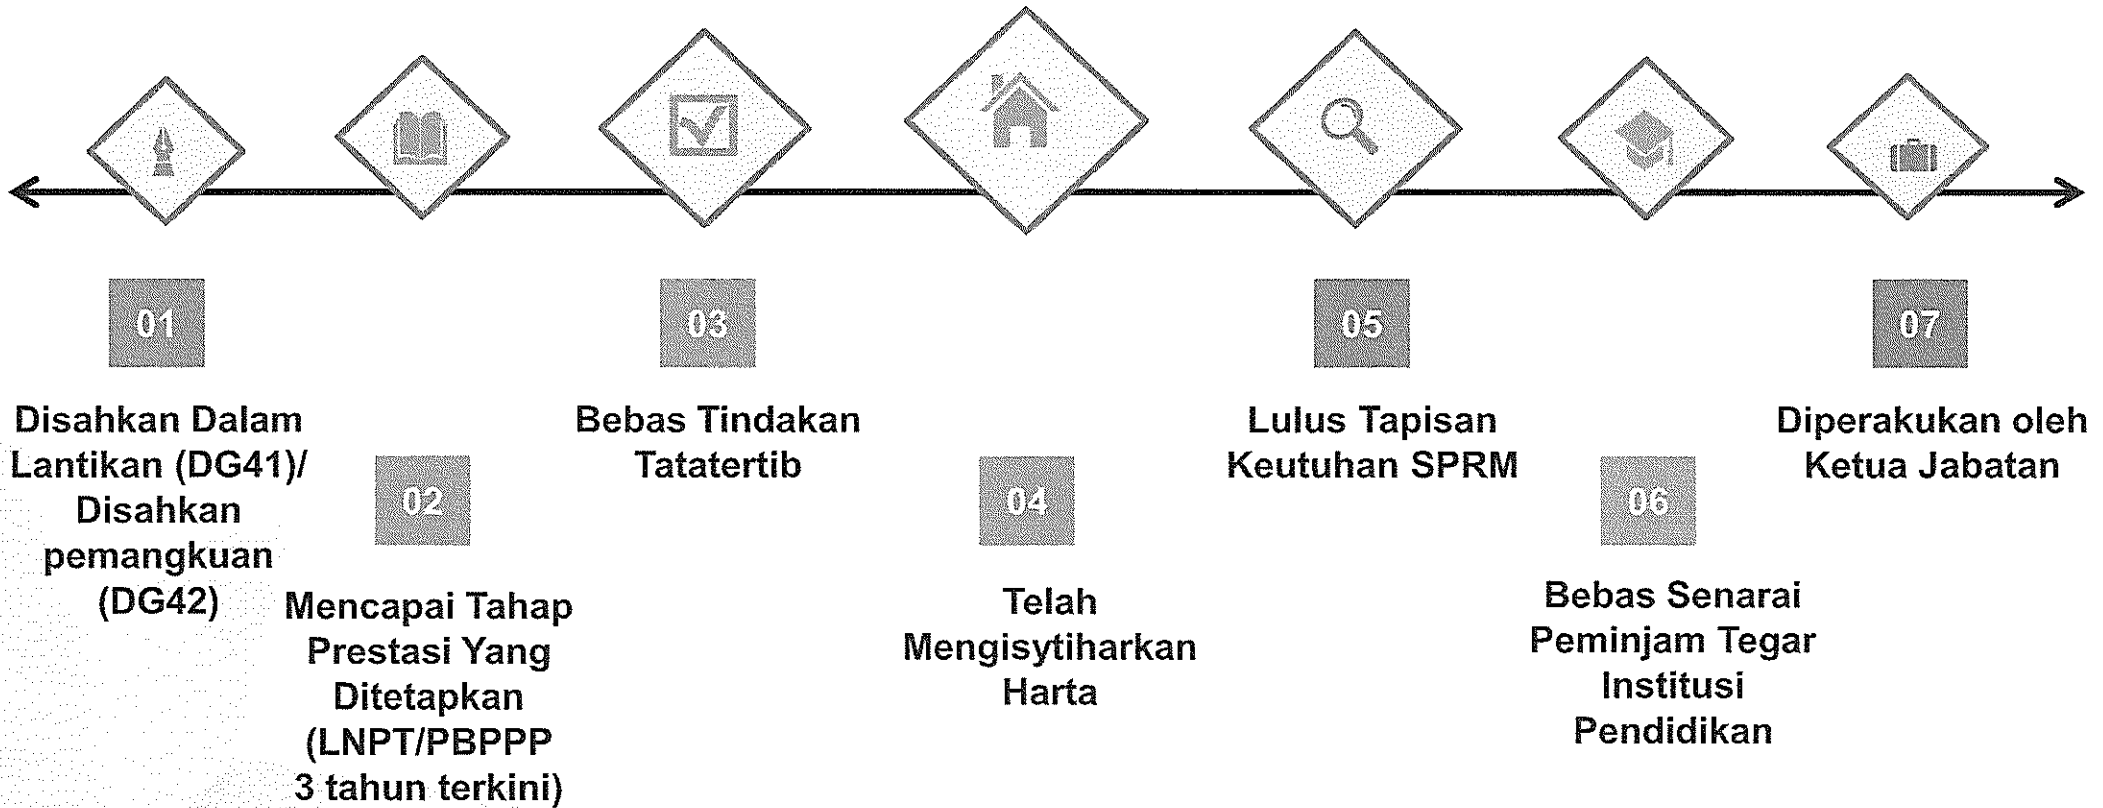 01
Disahkan Dalam
Lantikan (DG41)/
Disahkan
pemangkuan
(DG42)
02
Mencapai Tahap
Prestasi Yang
Ditetapkan
(LNPT/PBPPP
3 tahun terkini)
03
Bebas Tindakan
Tatatertib
04
Telah
Mengisytiharkan
Harta
05
Lulus Tapisan
Keutuhan SPRM
06
Bebas Senarai
Peminjam Tegar
Institusi
Pendidikan
07
Diperakukan oleh
Ketua Jabatan